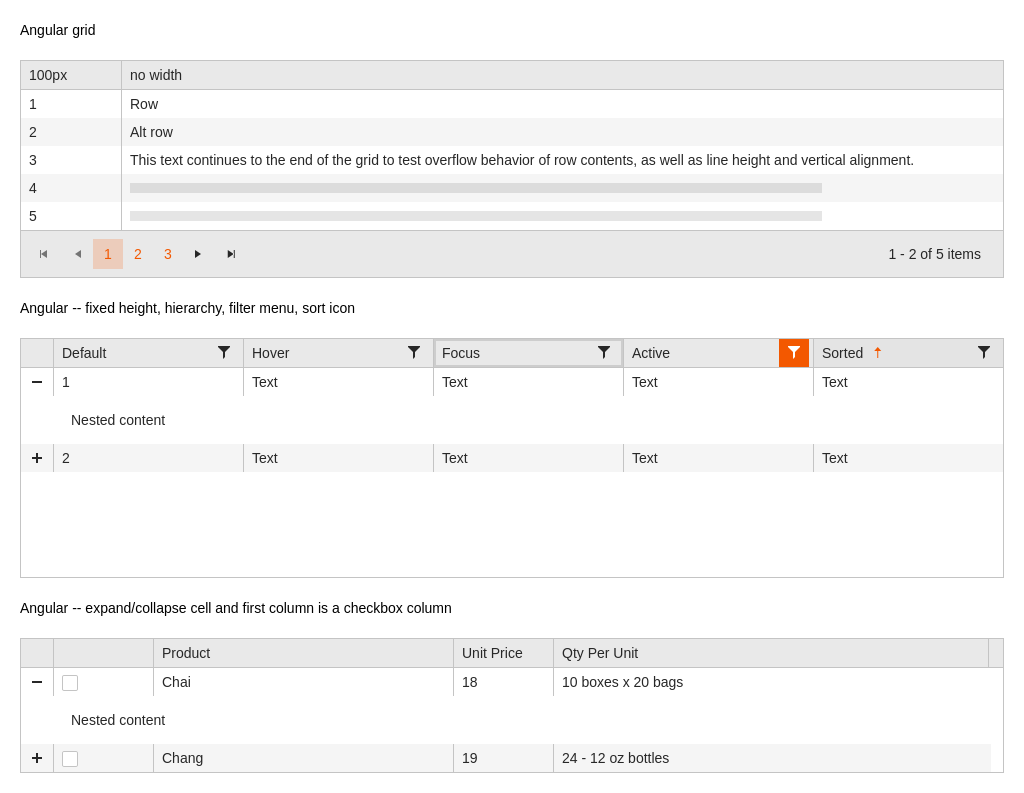 Angular grid
100px no width
1 Row
2 Alt row
3 This text continues to the end of the grid to test overflow behavior of row contents, as well as line height and vertical alignment.
4
5
1 2 3 1 - 2 of 5 items
Angular -- fixed height, hierarchy, filter menu, sort icon
Default Hover Focus Active Sorted
1 Text Text Text Text
Nested content
2 Text Text Text Text
Angular -- expand/collapse cell and first column is a checkbox column
Product Unit Price Qty Per Unit
Chai 18 10 boxes x 20 bags
Nested content
Chang 19 24 - 12 oz bottles